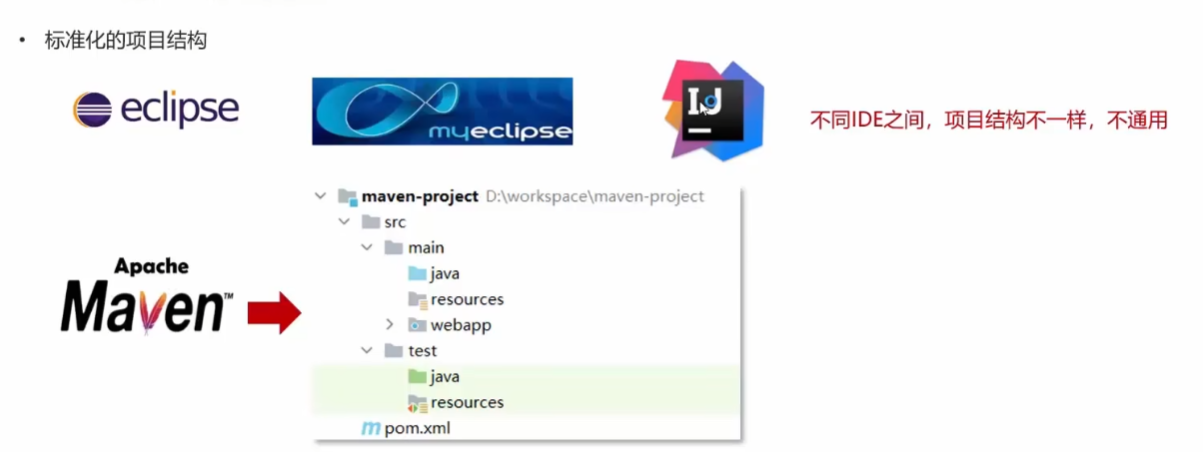 • 标准化的项目结构
eclipse
myeclipse
IJ
不同IDE之间，项目结构不一样，不通用
maven-project D:\workspace\maven-project
src
main
java
resources
webapp
test
java
resources
pom.xml
Apache
Maven™